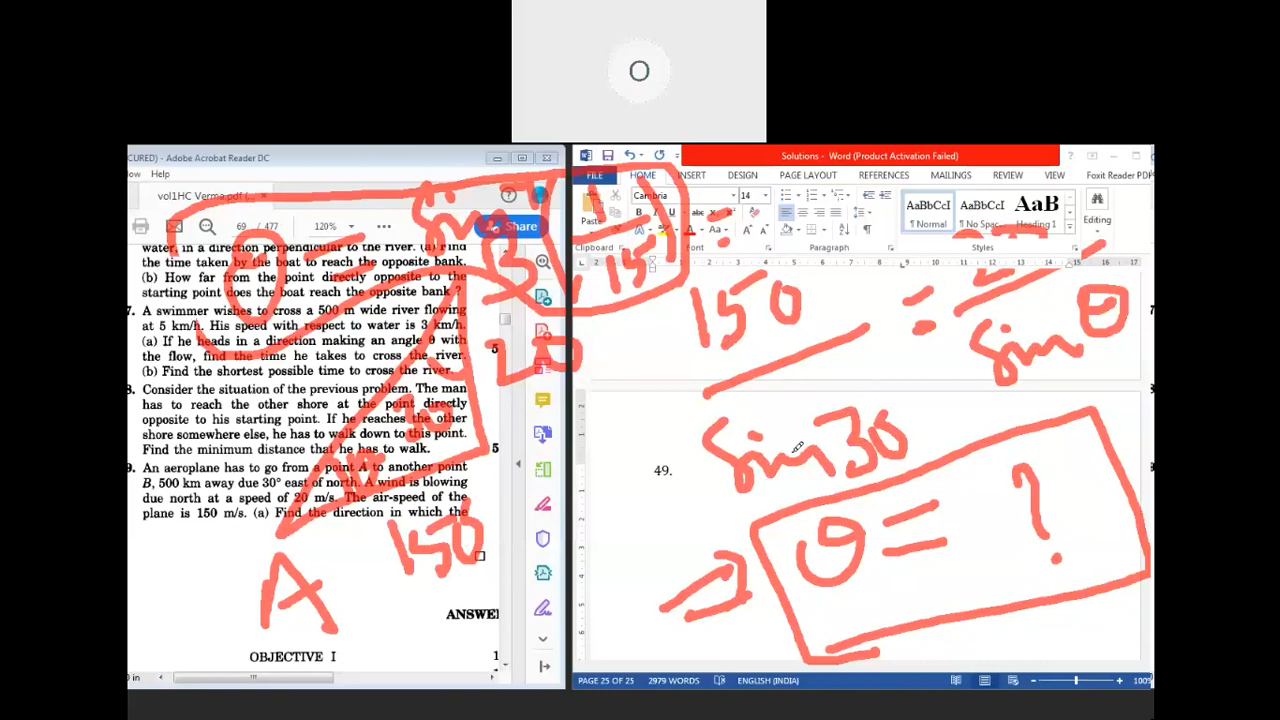 O
CURED) - Adobe Acrobat Reader DC
Help
vol1HC Verma.pdf (...
69 / 477
120%
Share
water, in a direction perpendicular to the river. (a) Find
the time taken by the boat to reach the opposite bank.
(b) How far from the point directly opposite to the
starting point does the boat reach the opposite bank ?
7. A swimmer wishes to cross a 500 m wide river flowing
at 5 km/h. His speed with respect to water is 3 km/h.
(a) If he heads in a direction making an angle θ with
the flow, find the time he takes to cross the river.
(b) Find the shortest possible time to cross the river.
8. Consider the situation of the previous problem. The man
has to reach the other shore at the point directly
opposite to his starting point. If he reaches the other
shore somewhere else, he has to walk down to this point.
Find the minimum distance that he has to walk.
9. An aeroplane has to go from a point A to another point
B, 500 km away due 30° east of north. A wind is blowing
due north at a speed of 20 m/s. The air-speed of the
plane is 150 m/s. (a) Find the direction in which the
ANSWE
OBJECTIVE I
Solutions - Word (Product Activation Failed)
FILE HOME INSERT DESIGN PAGE LAYOUT REFERENCES MAILINGS REVIEW VIEW Foxit Reader PD
Cambria 14
Paste
Clipboard
Paragraph
AaBbCcI AaBbCcI AaB
¶ Normal ¶ No Spac... Heading 1
Styles
Editing
θ = sin
20
150
A
150 =
sin 30
sin θ
49.
⇒ θ = ?
PAGE 25 OF 25 2979 WORDS ENGLISH (INDIA) 100%